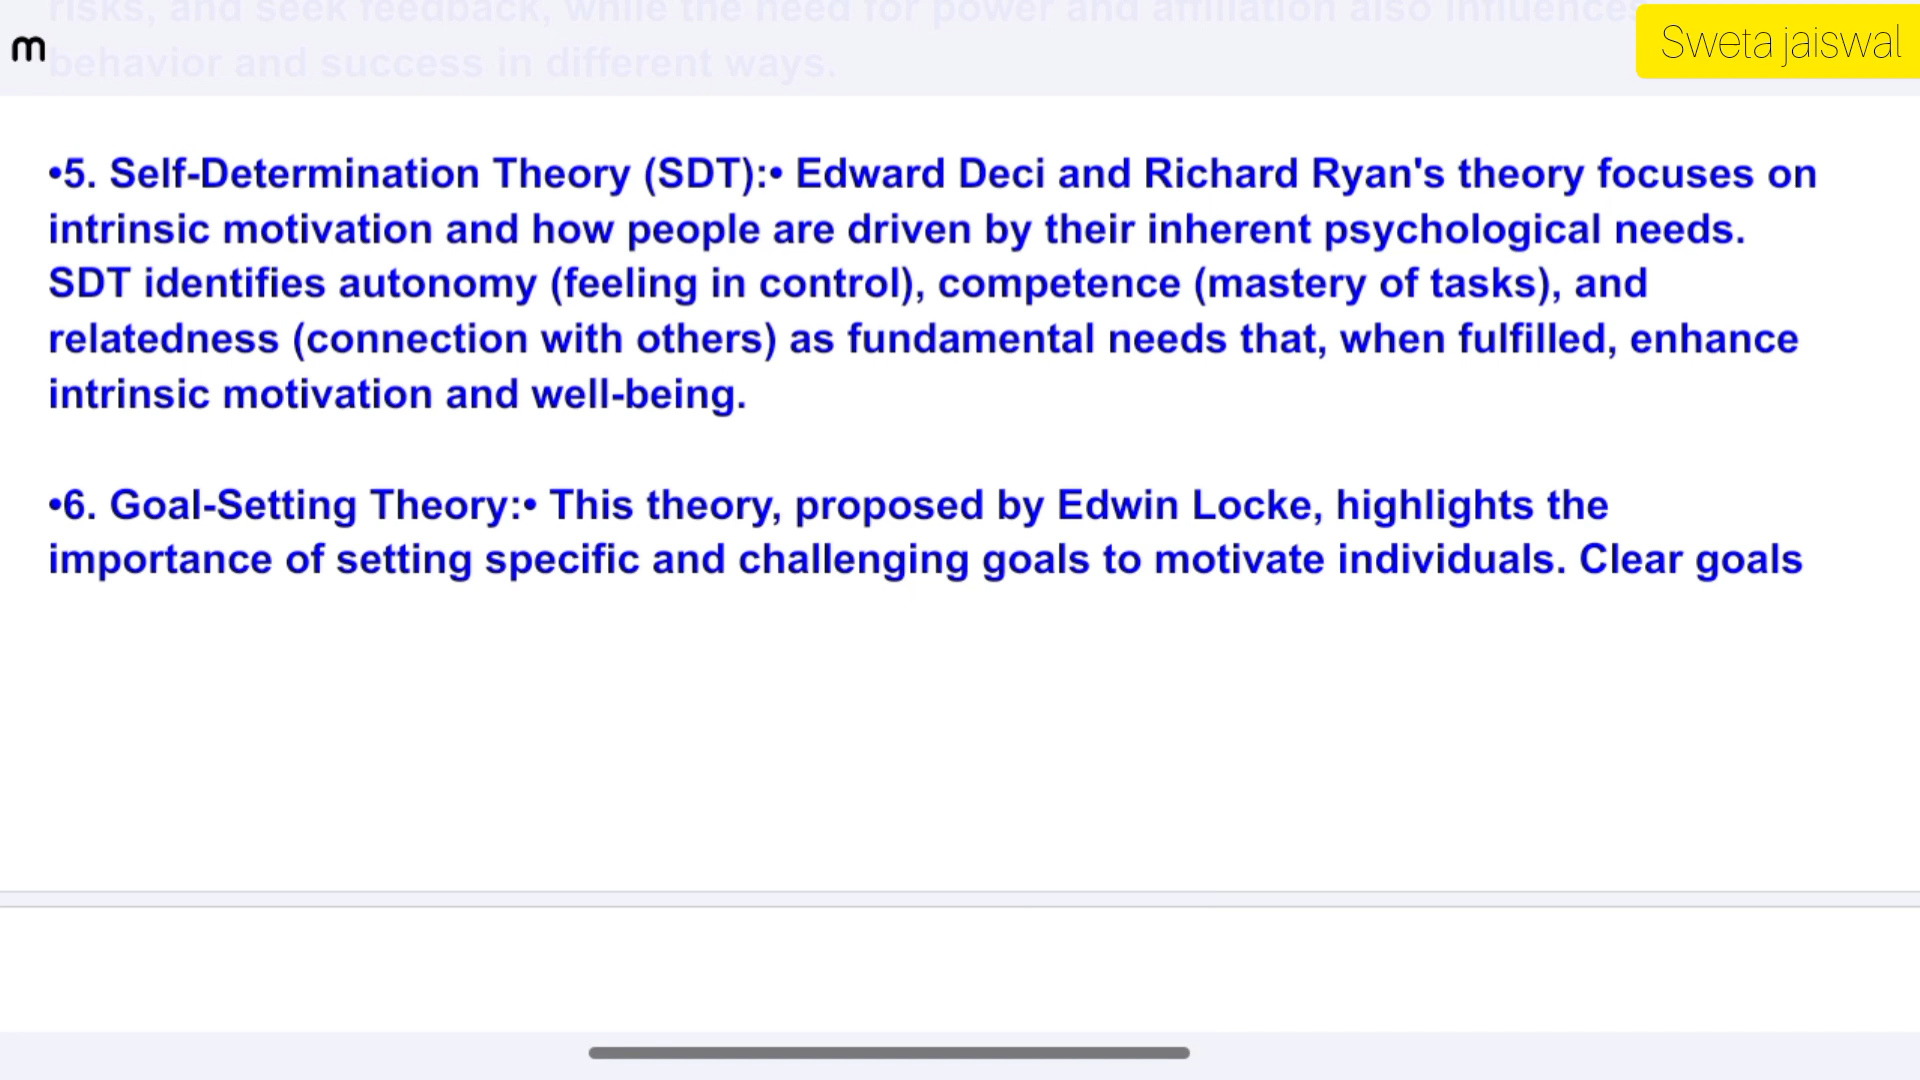 risks, and seek feedback, while the need for power and affiliation also influences
m
behavior and success in different ways.
Sweta jaiswal
•5. Self-Determination Theory (SDT):• Edward Deci and Richard Ryan's theory focuses on
intrinsic motivation and how people are driven by their inherent psychological needs.
SDT identifies autonomy (feeling in control), competence (mastery of tasks), and
relatedness (connection with others) as fundamental needs that, when fulfilled, enhance
intrinsic motivation and well-being.
•6. Goal-Setting Theory:• This theory, proposed by Edwin Locke, highlights the
importance of setting specific and challenging goals to motivate individuals. Clear goals